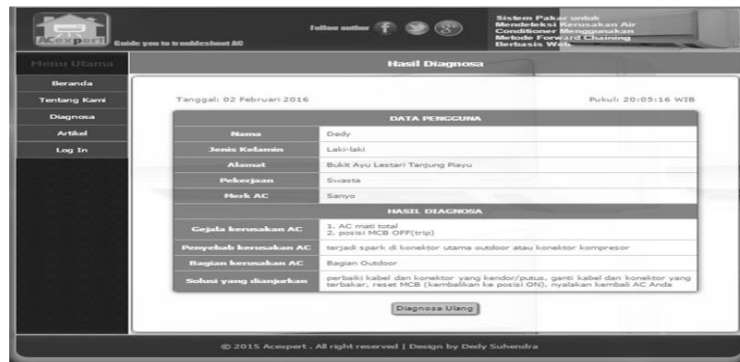 ACexpert
Guide you to troubleshoot AC
Follow author
Sistem Pakar untuk
Mendeteksi Kerusakan Air
Conditioner Menggunakan
Metode Forward Chaining
Berbasis Web
Menu Utama
Beranda
Tentang Kami
Diagnosa
Artikel
Log In
Hasil Diagnosa
Tanggal: 02 Februari 2016
Pukul: 20:05:16 WIB
DATA PENGGUNA
Nama Dedy
Jenis Kelamin Laki-laki
Alamat Bukit Ayu Lestari Tanjung Piayu
Pekerjaan Swasta
Merk AC Sanyo
HASIL DIAGNOSA
Gejala kerusakan AC 1. AC mati total
2. posisi MCB OFF(trip)
Penyebab kerusakan AC terjadi spark di konektor utama outdoor atau konektor kompresor
Bagian kerusakan AC Bagian Outdoor
Solusi yang dianjurkan perbaiki kabel dan konektor yang kendor/putus, ganti kabel dan konektor yang
terbakar, reset MCB (kembalikan ke posisi ON), nyalakan kembali AC Anda
Diagnosa Ulang
© 2015 Acexpert . All right reserved | Design by Dedy Suhendra